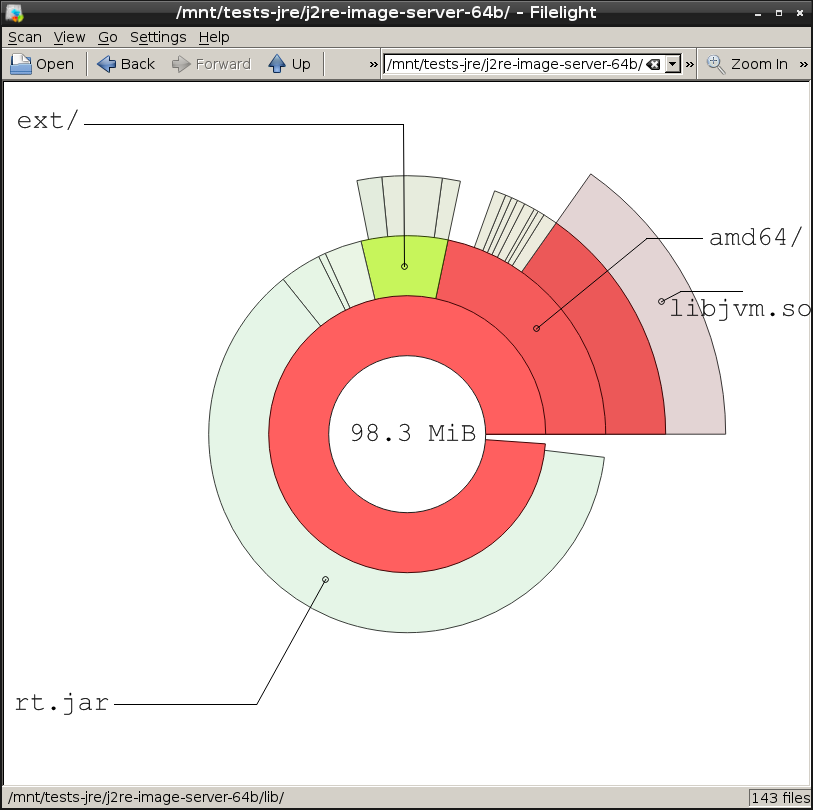 /mnt/tests-jre/j2re-image-server-64b/ - Filelight
Scan View Go Settings Help
Open Back Forward Up » /mnt/tests-jre/j2re-image-server-64b/ » Zoom In »
ext/
amd64/
libjvm.so
98.3 MiB
rt.jar
/mnt/tests-jre/j2re-image-server-64b/lib/ 143 files